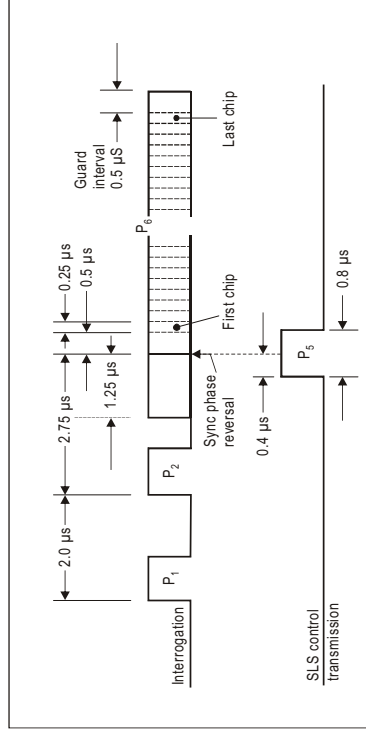 2.0 µs
2.75 µs
1.25 µs
0.5 µs
0.25 µs
Guard
interval
0.5 µS
Interrogation
P1
P2
P6
Sync phase
reversal
First chip
Last chip
0.4 µs
SLS control
transmission
P5
0.8 µs